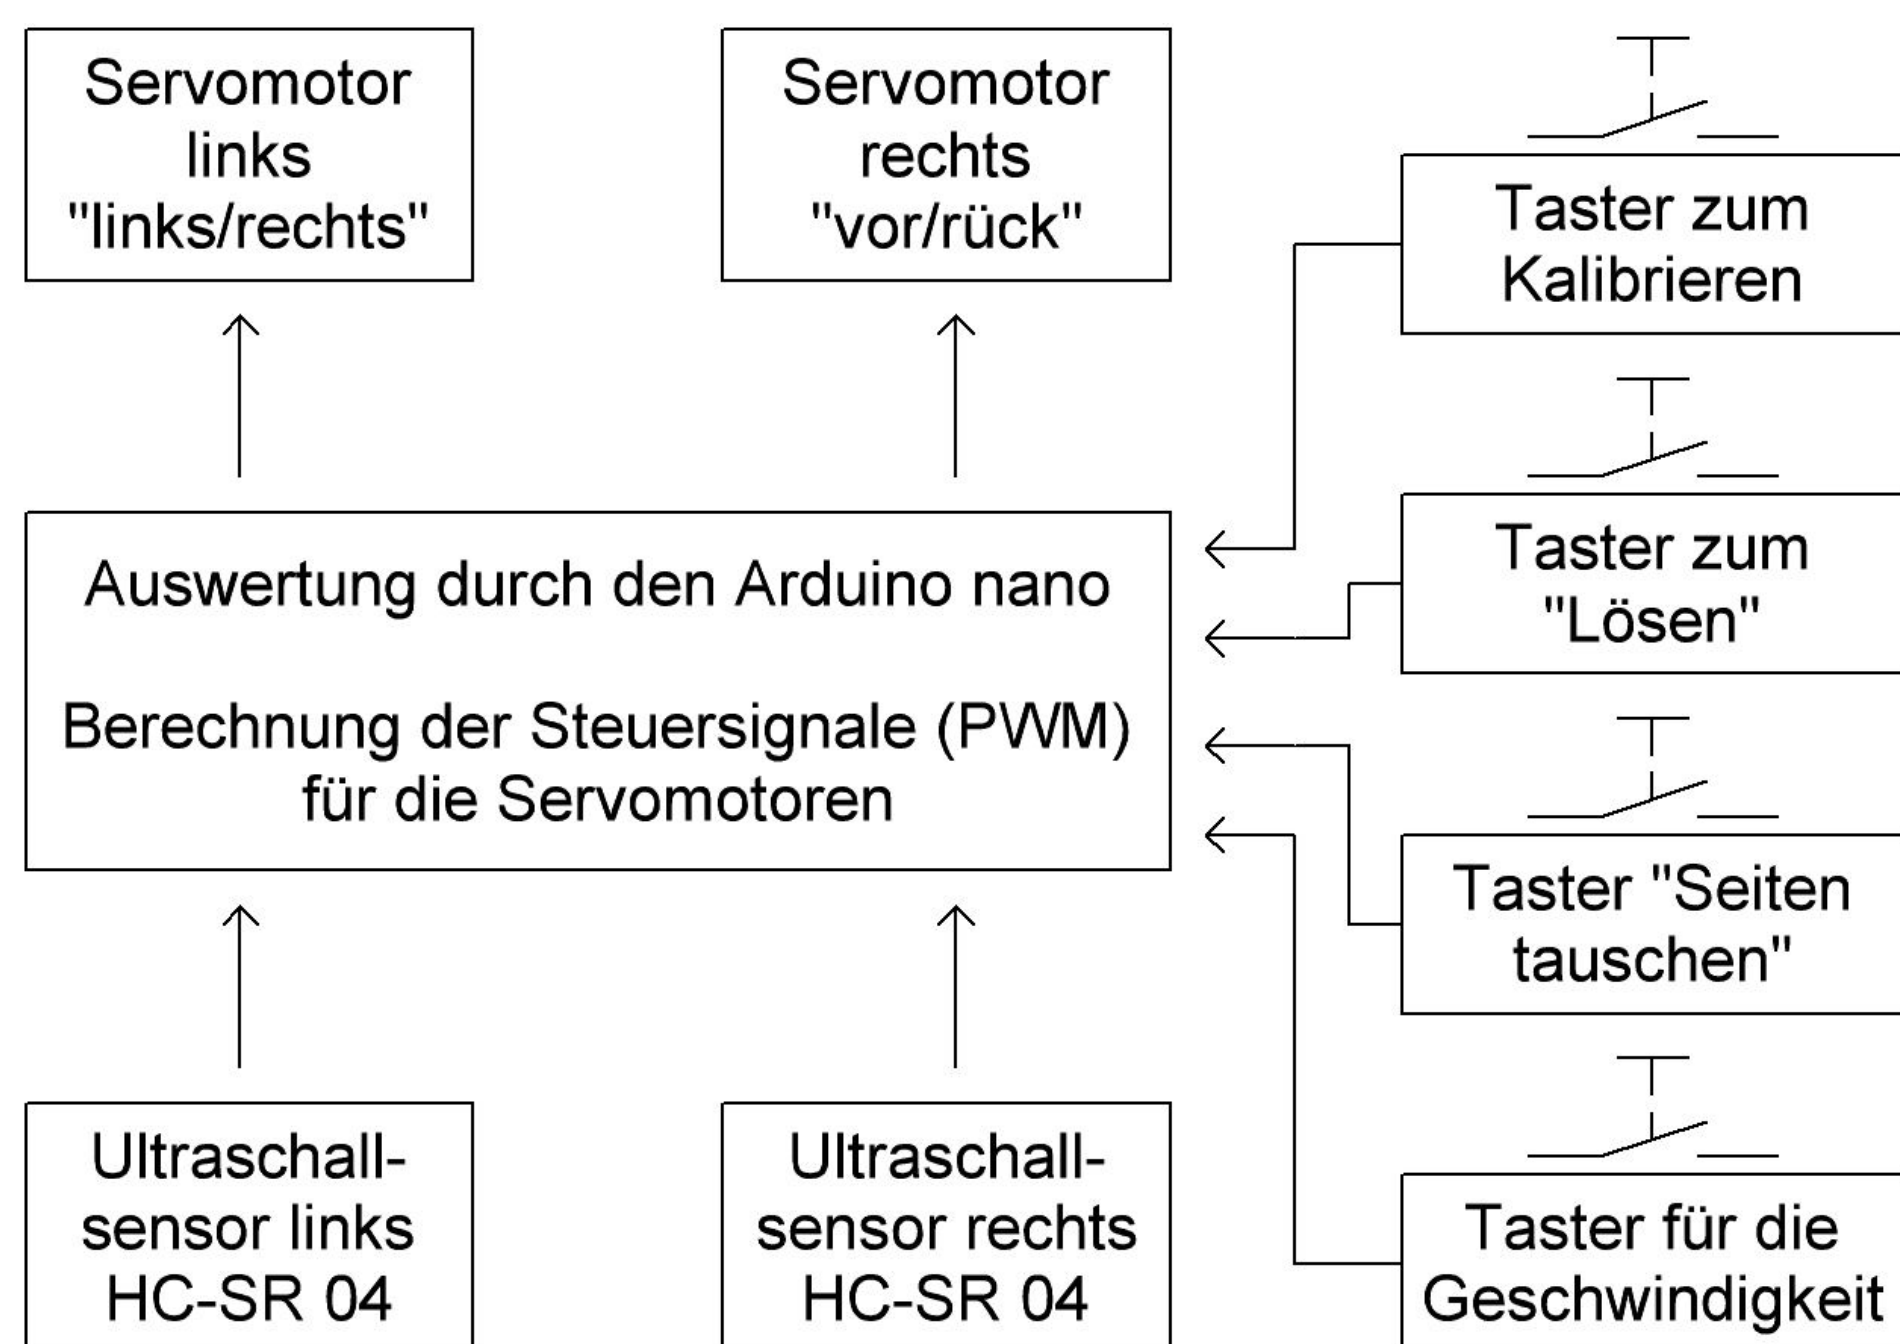 Servomotor
links
"links/rechts"
Servomotor
rechts
"vor/rück"
Taster zum
Kalibrieren
Taster zum
"Lösen"
Auswertung durch den Arduino nano
Berechnung der Steuersignale (PWM)
für die Servomotoren
Taster "Seiten
tauschen"
Ultraschall-
sensor links
HC-SR 04
Ultraschall-
sensor rechts
HC-SR 04
Taster für die
Geschwindigkeit